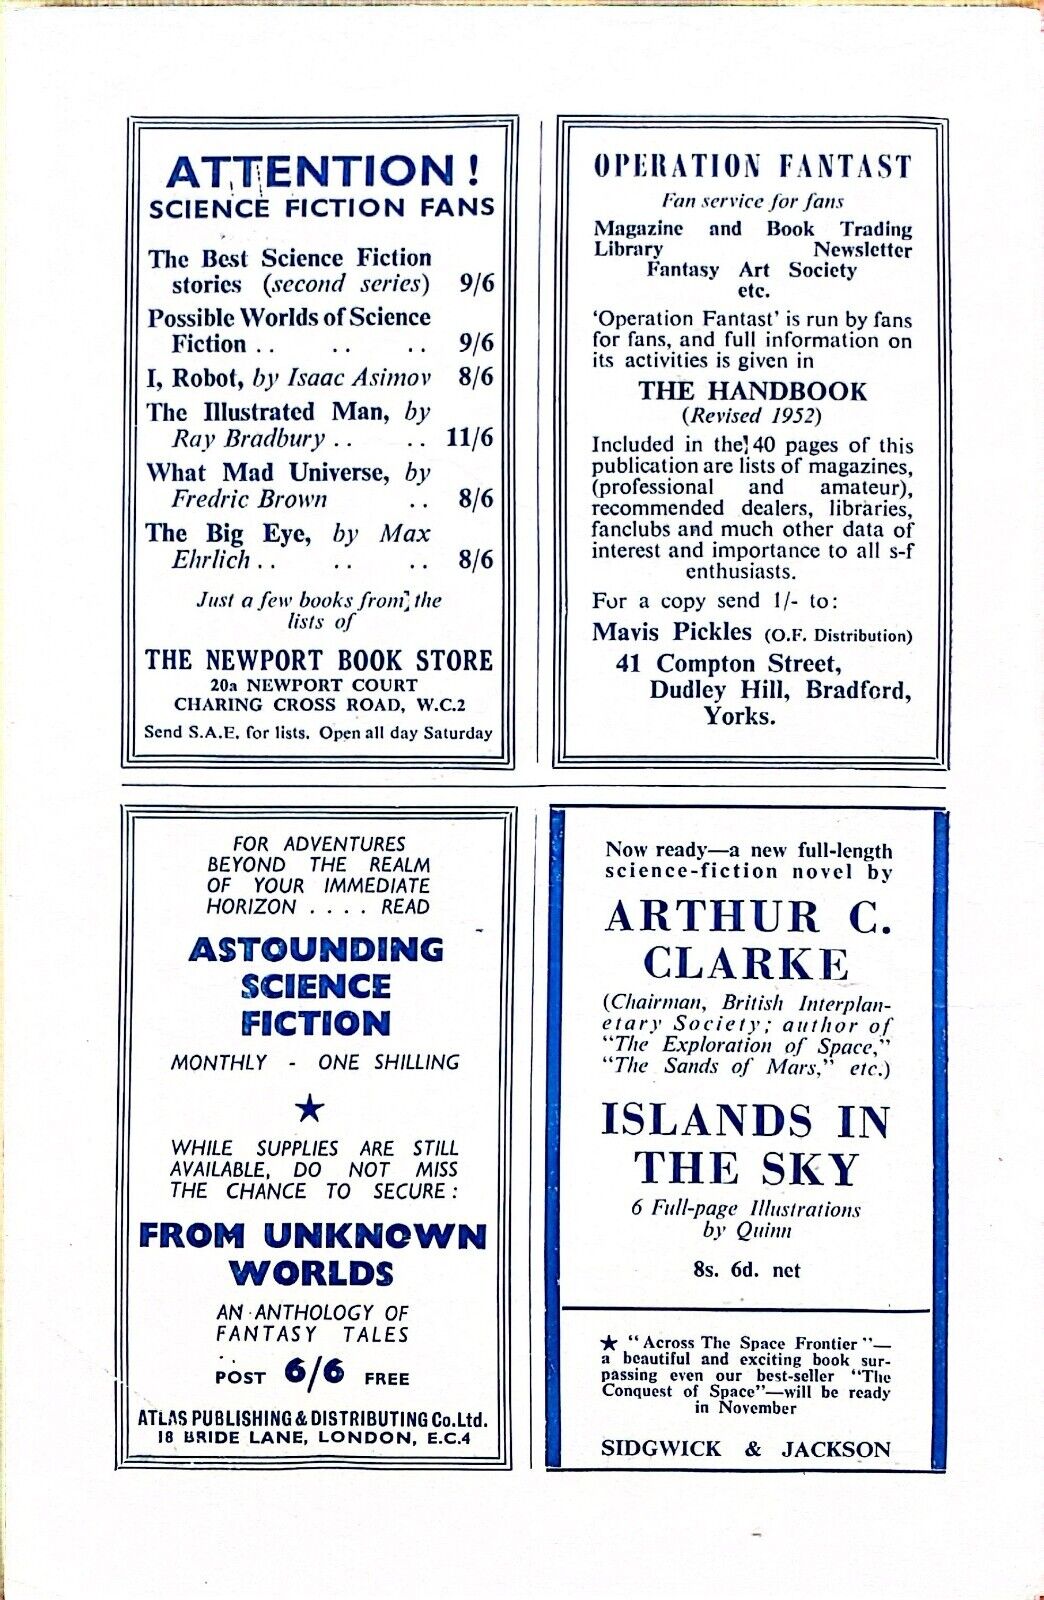 ATTENTION!
SCIENCE FICTION FANS
The Best Science Fiction
stories (second series) 9/6
Possible Worlds of Science
Fiction . . . . . . 9/6
I, Robot, by Isaac Asimov 8/6
The Illustrated Man, by
Ray Bradbury . . . . 11/6
What Mad Universe, by
Fredric Brown . . 8/6
The Big Eye, by Max
Ehrlich . . . . . . 8/6
Just a few books from the
lists of
THE NEWPORT BOOK STORE
20a NEWPORT COURT
CHARING CROSS ROAD, W.C.2
Send S.A.E. for lists. Open all day Saturday
OPERATION FANTAST
Fan service for fans
Magazine and Book Trading
Library Newsletter
Fantasy Art Society
etc.
'Operation Fantast' is run by fans
for fans, and full information on
its activities is given in
THE HANDBOOK
(Revised 1952)
Included in the 40 pages of this
publication are lists of magazines,
(professional and amateur),
recommended dealers, libraries,
fanclubs and much other data of
interest and importance to all s-f
enthusiasts.
For a copy send 1/- to:
Mavis Pickles (O.F. Distribution)
41 Compton Street,
Dudley Hill, Bradford,
Yorks.
FOR ADVENTURES
BEYOND THE REALM
OF YOUR IMMEDIATE
HORIZON . . . . READ
ASTOUNDING
SCIENCE
FICTION
MONTHLY - ONE SHILLING
★
WHILE SUPPLIES ARE STILL
AVAILABLE, DO NOT MISS
THE CHANCE TO SECURE:
FROM UNKNOWN
WORLDS
AN ANTHOLOGY OF
FANTASY TALES
POST 6/6 FREE
ATLAS PUBLISHING & DISTRIBUTING Co. Ltd.
18 BRIDE LANE, LONDON, E.C.4
Now ready—a new full-length
science-fiction novel by
ARTHUR C.
CLARKE
(Chairman, British Interplan-
etary Society; author of
"The Exploration of Space,"
"The Sands of Mars," etc.)
ISLANDS IN
THE SKY
6 Full-page Illustrations
by Quinn
8s. 6d. net
★ "Across The Space Frontier"—
a beautiful and exciting book sur-
passing even our best-seller "The
Conquest of Space"—will be ready
in November
SIDGWICK & JACKSON